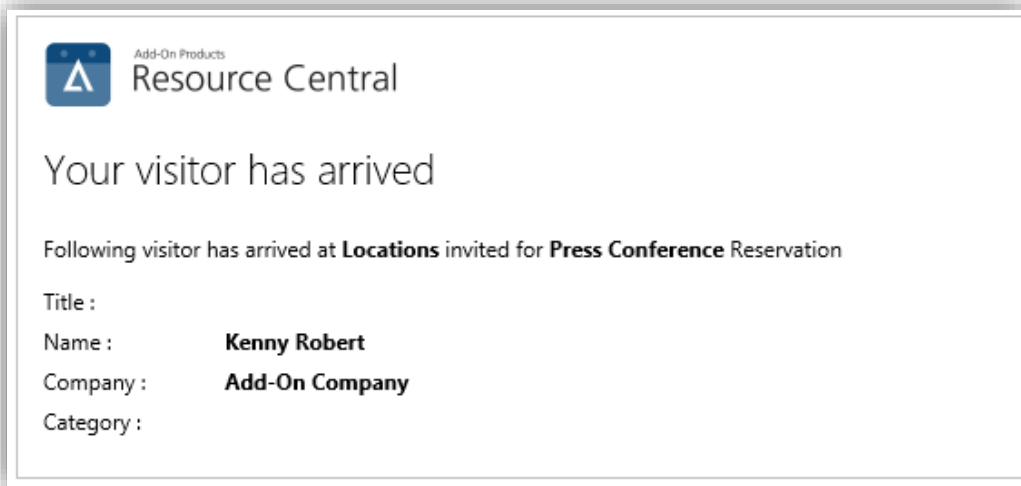 Add-On Products
Resource Central
Your visitor has arrived
Following visitor has arrived at Locations invited for Press Conference Reservation
Title :
Name : Kenny Robert
Company : Add-On Company
Category :